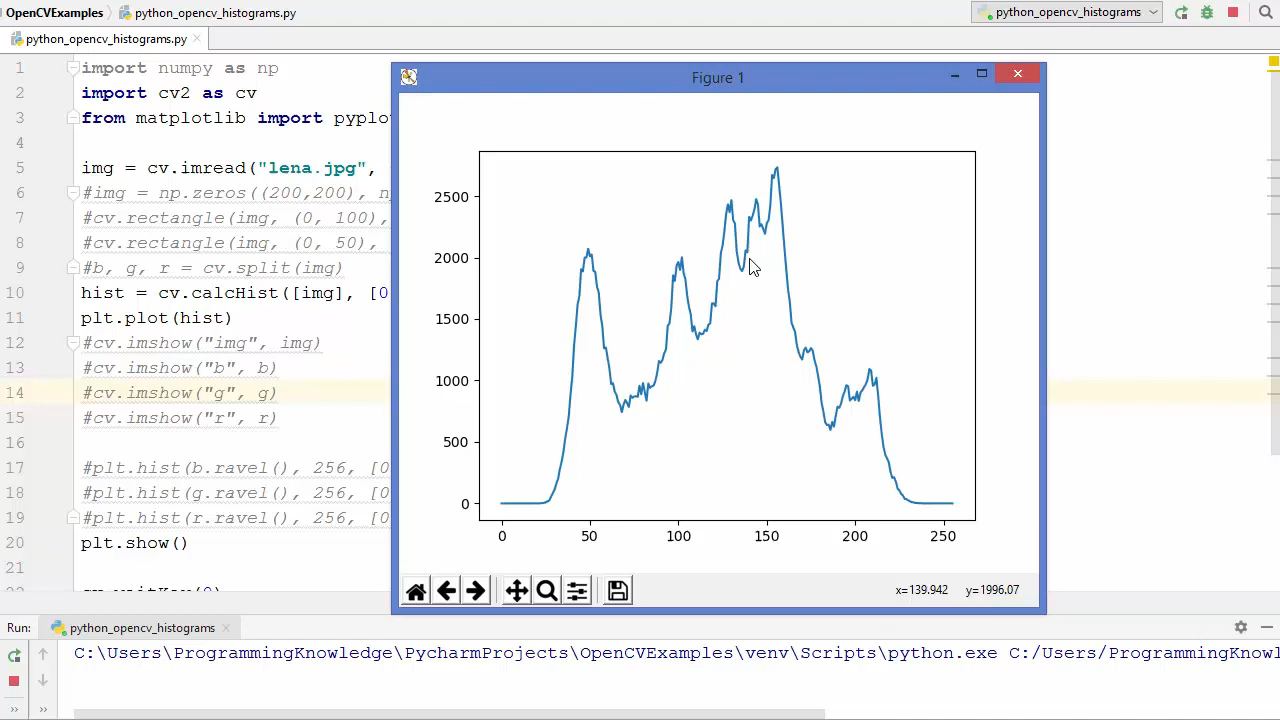 OpenCVExamples python_opencv_histograms.py python_opencv_histograms
python_opencv_histograms.py
1 import numpy as np
2 import cv2 as cv
3 from matplotlib import pyplo
4
5 img = cv.imread("lena.jpg",
6 #img = np.zeros((200,200), n
7 #cv.rectangle(img, (0, 100),
8 #cv.rectangle(img, (0, 50),
9 #b, g, r = cv.split(img)
10 hist = cv.calcHist([img], [0
11 plt.plot(hist)
12 #cv.imshow("img", img)
13 #cv.imshow("b", b)
14 #cv.imshow("g", g)
15 #cv.imshow("r", r)
16
17 #plt.hist(b.ravel(), 256, [0
18 #plt.hist(g.ravel(), 256, [0
19 #plt.hist(r.ravel(), 256, [0
20 plt.show()
21
Figure 1
2500
2000
1500
1000
500
0
0 50 100 150 200 250
x=139.942 y=1996.07
Run: python_opencv_histograms
C:\Users\ProgrammingKnowledge\PycharmProjects\OpenCVExamples\venv\Scripts\python.exe C:/Users/ProgrammingKnowl